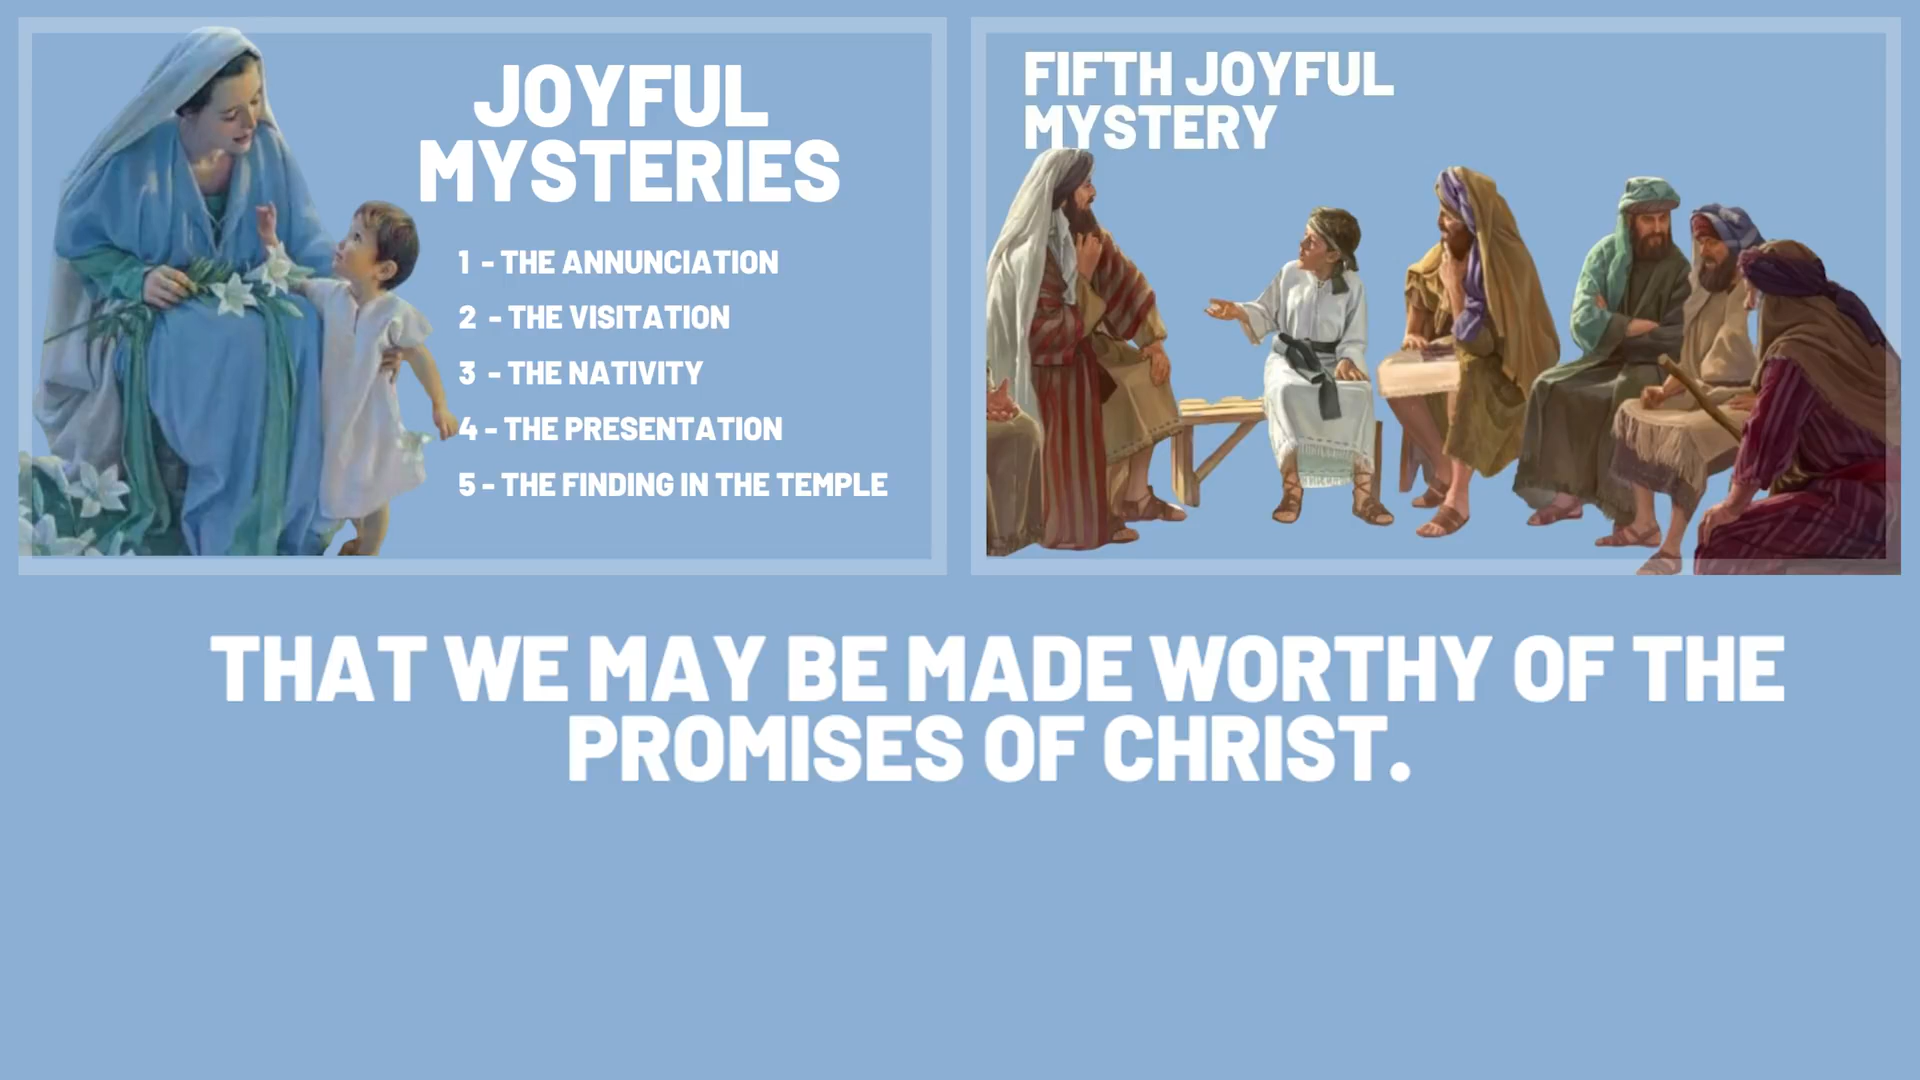 JOYFUL
MYSTERIES
1 - THE ANNUNCIATION
2 - THE VISITATION
3 - THE NATIVITY
4 - THE PRESENTATION
5 - THE FINDING IN THE TEMPLE
FIFTH JOYFUL
MYSTERY
THAT WE MAY BE MADE WORTHY OF THE
PROMISES OF CHRIST.